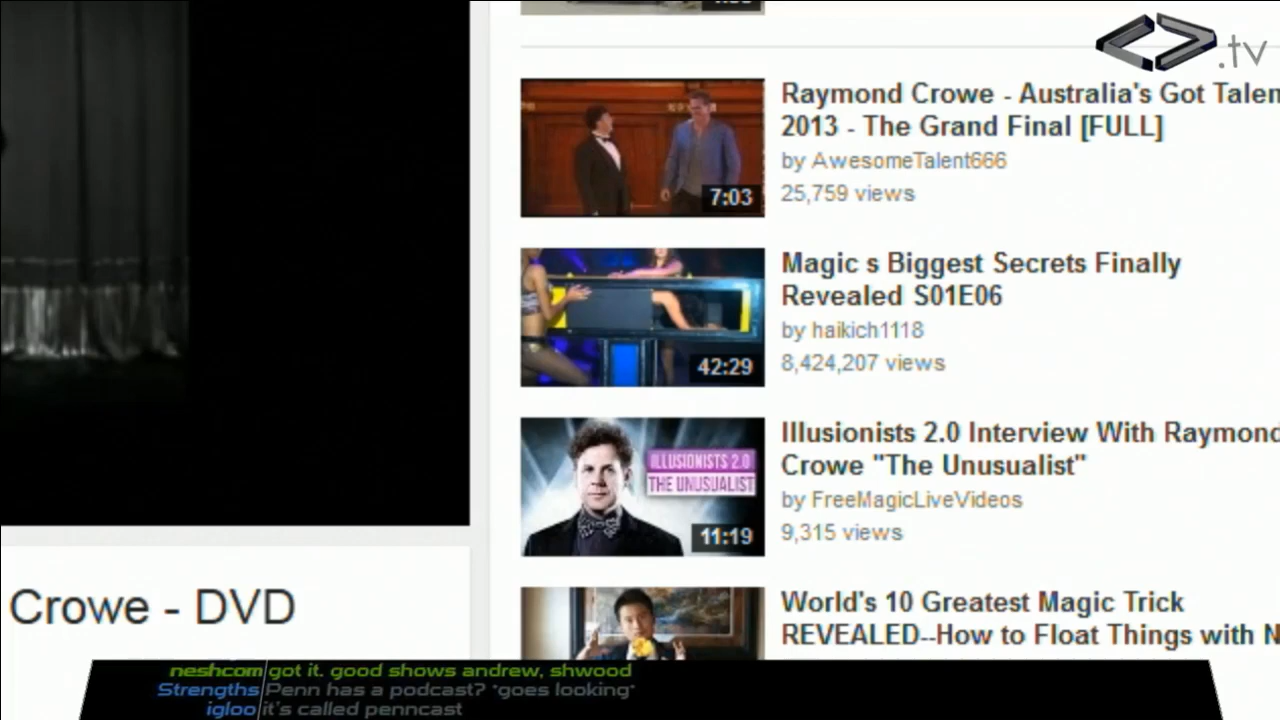 .tv
Raymond Crowe - Australia's Got Talen
2013 - The Grand Final [FULL]
by AwesomeTalent666
25,759 views
7:03
Magic s Biggest Secrets Finally
Revealed S01E06
by haikich1118
8,424,207 views
42:29
Illusionists 2.0 Interview With Raymond
Crowe "The Unusualist"
by FreeMagicLiveVideos
9,315 views
ILLUSIONISTS 2.0
THE UNUSUALIST
11:19
World's 10 Greatest Magic Trick
REVEALED--How to Float Things with N
Crowe - DVD
neshcom got it. good shows andrew, shwood
Strengths Penn has a podcast? *goes looking*
igloo it's called penncast